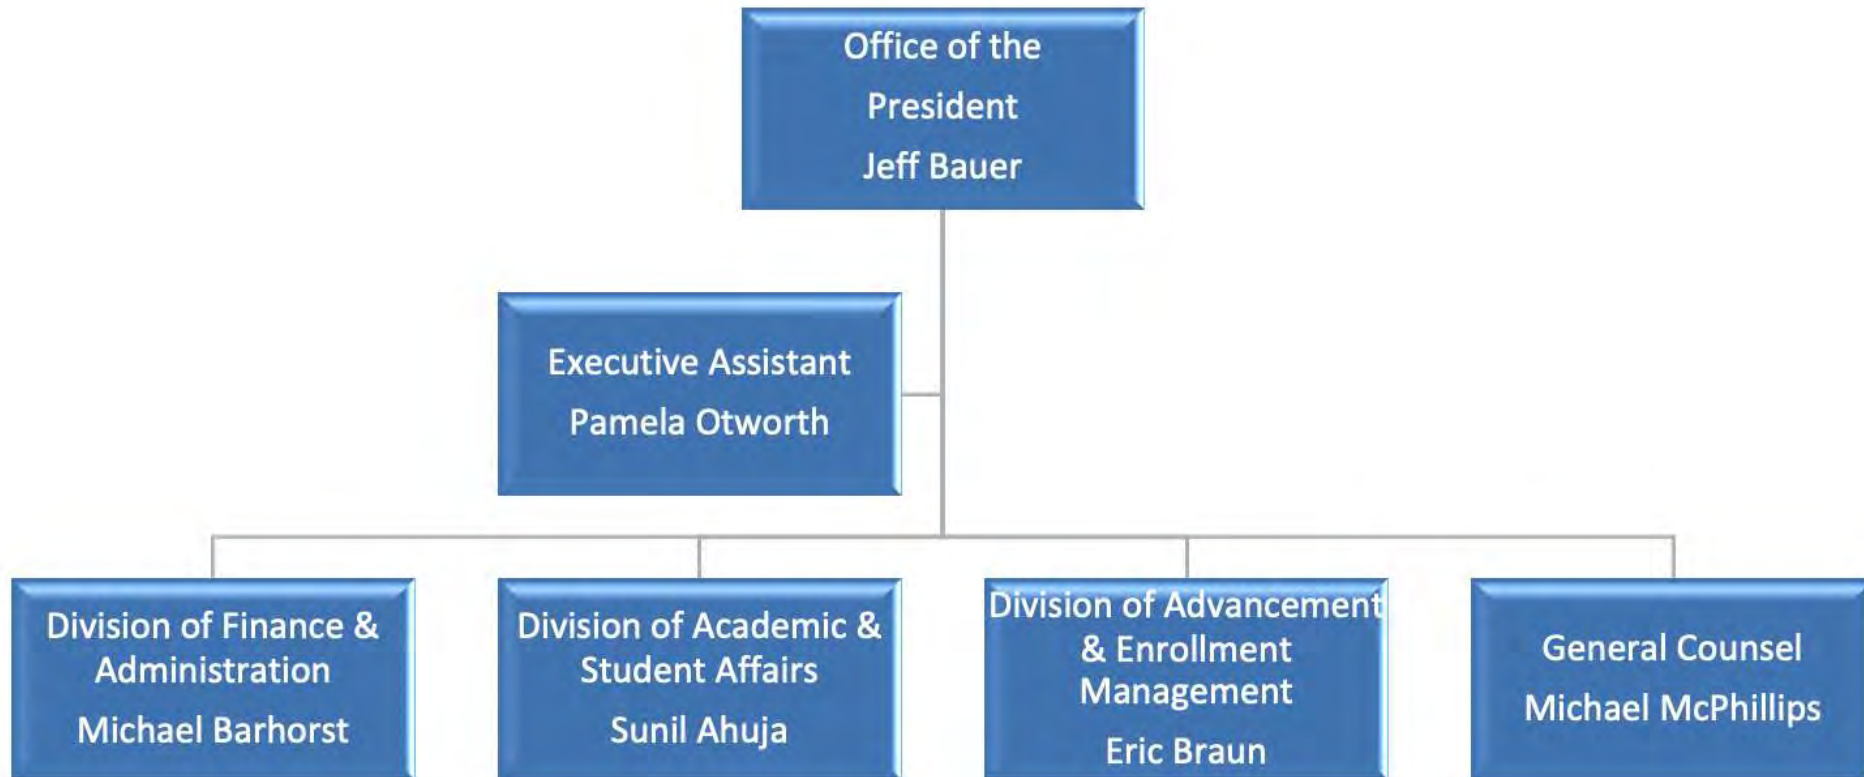 Office of the
President
Jeff Bauer
Executive Assistant
Pamela Otworth
Division of Finance &
Administration
Michael Barhorst
Division of Academic &
Student Affairs
Sunil Ahuja
Division of Advancement
& Enrollment
Management
Eric Braun
General Counsel
Michael McPhillips